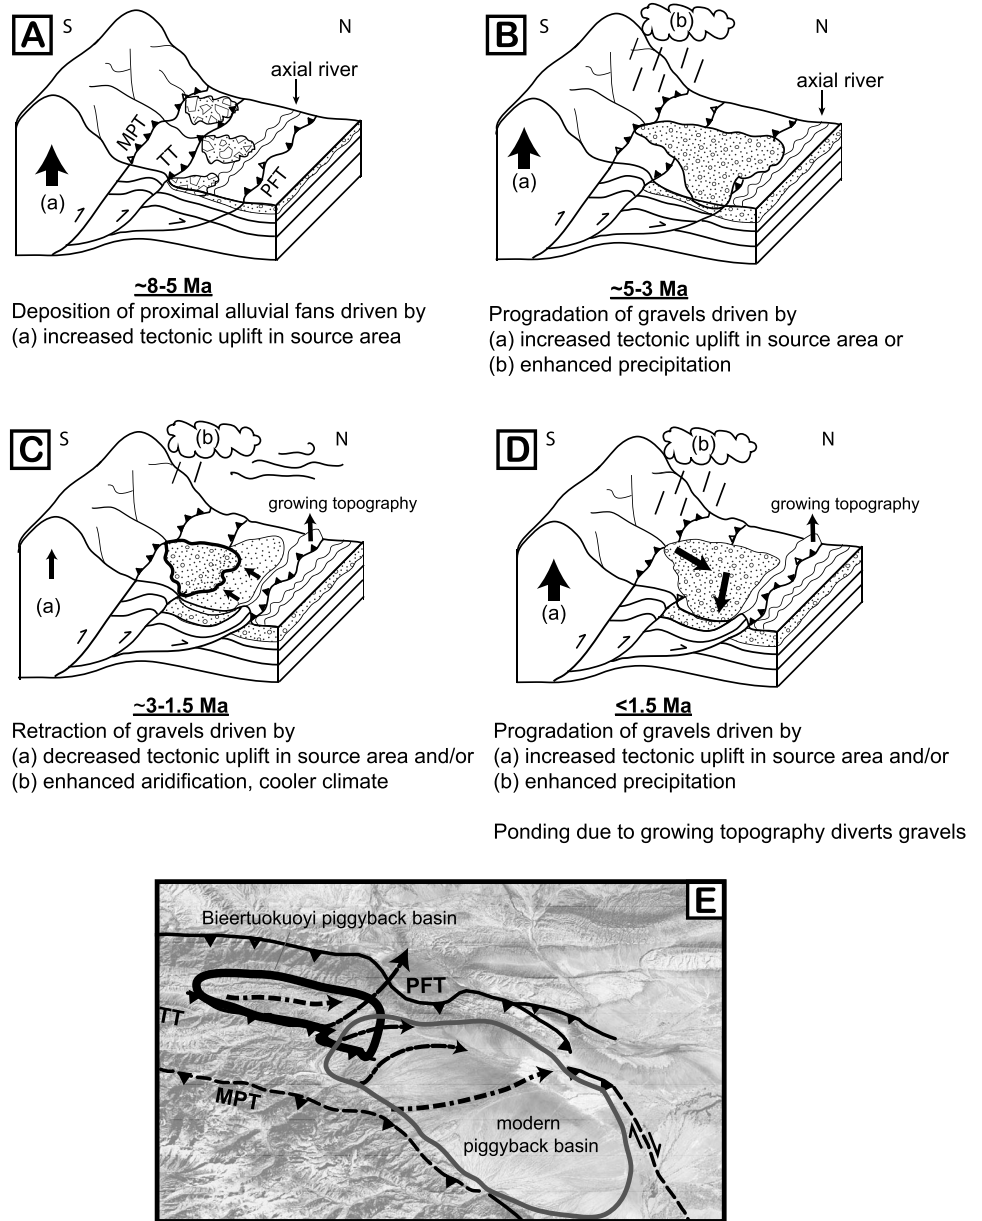 A
S
N
axial river
MPT
TT
PFT
(a)
~8-5 Ma
Deposition of proximal alluvial fans driven by
(a) increased tectonic uplift in source area
B
S
(b)
N
axial river
(a)
~5-3 Ma
Progradation of gravels driven by
(a) increased tectonic uplift in source area or
(b) enhanced precipitation
C
S
(b)
N
growing topography
(a)
~3-1.5 Ma
Retraction of gravels driven by
(a) decreased tectonic uplift in source area and/or
(b) enhanced aridification, cooler climate
D
S
(b)
N
growing topography
(a)
<1.5 Ma
Progradation of gravels driven by
(a) increased tectonic uplift in source area and/or
(b) enhanced precipitation
Ponding due to growing topography diverts gravels
E
Bieertuokuoyi piggyback basin
PFT
TT
MPT
modern
piggyback basin